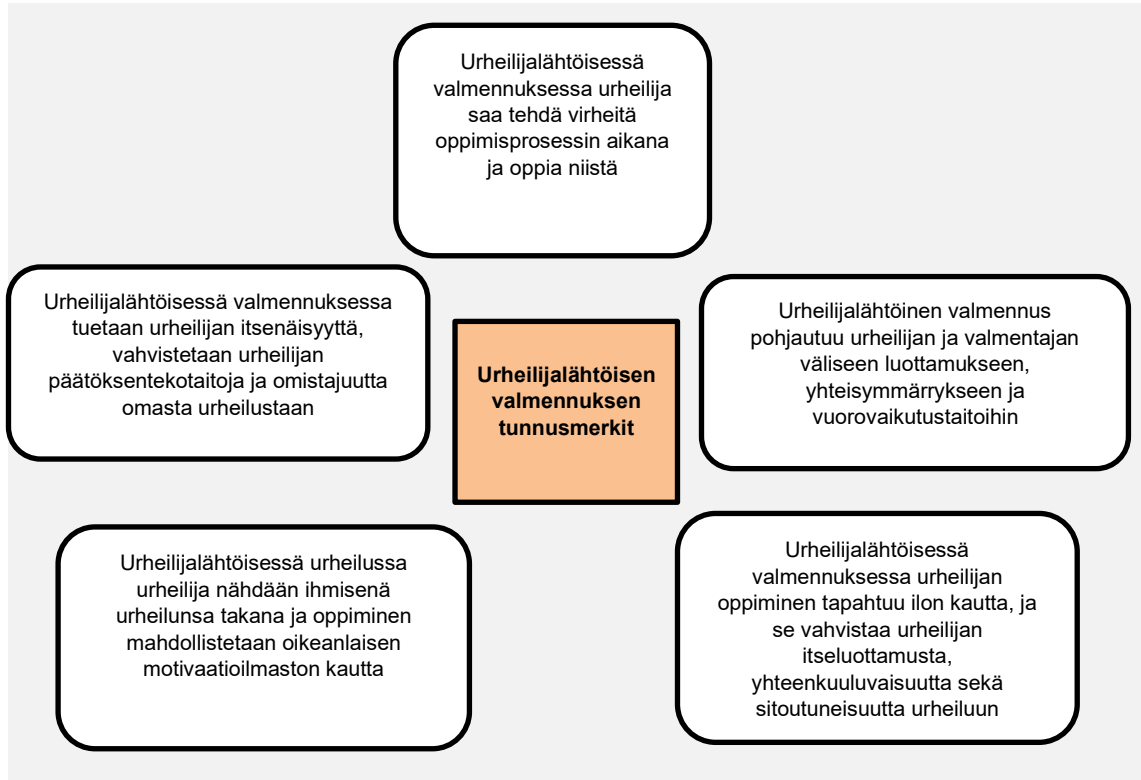 Urheilijalähtöisessä
valmennuksessa urheilija
saa tehdä virheitä
oppimisprosessin aikana
ja oppia niistä
Urheilijalähtöisessä valmennuksessa
tuetaan urheilijan itsenäisyyttä,
vahvistetaan urheilijan
päätöksentekotaitoja ja omistajuutta
omasta urheilustaan
Urheilijalähtöisen
valmennuksen
tunnusmerkit
Urheilijalähtöinen valmennus
pohjautuu urheilijan ja valmentajan
väliseen luottamukseen,
yhteisymmärrykseen ja
vuorovaikutustaitoihin
Urheilijalähtöisessä urheilussa
urheilija nähdään ihmisenä
urheilunsa takana ja oppiminen
mahdollistetaan oikeanlaisen
motivaatioilmaston kautta
Urheilijalähtöisessä
valmennuksessa urheilijan
oppiminen tapahtuu ilon kautta, ja
se vahvistaa urheilijan
itseluottamusta,
yhteenkuuluvaisuutta sekä
sitoutuneisuutta urheiluun